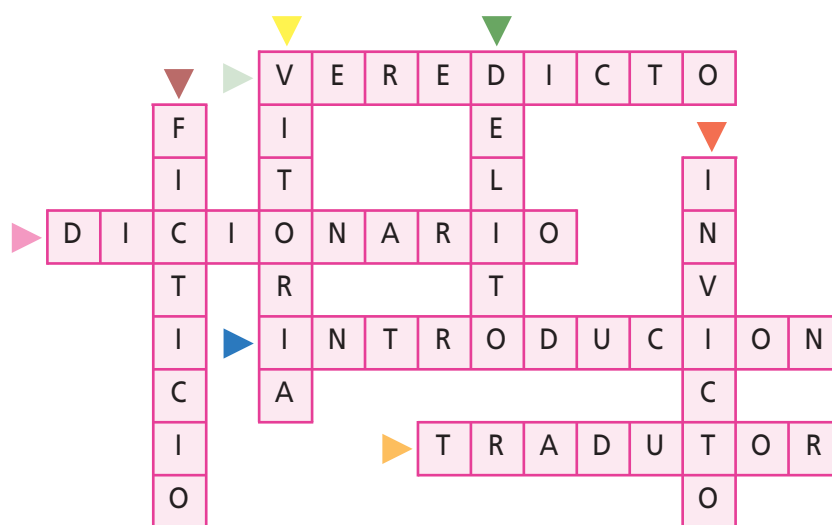 VEREDICTO
DICIONARIO
INTRODUCION
TRADUTOR
FICTICIO
VITORIA
DELITO
INVICTO